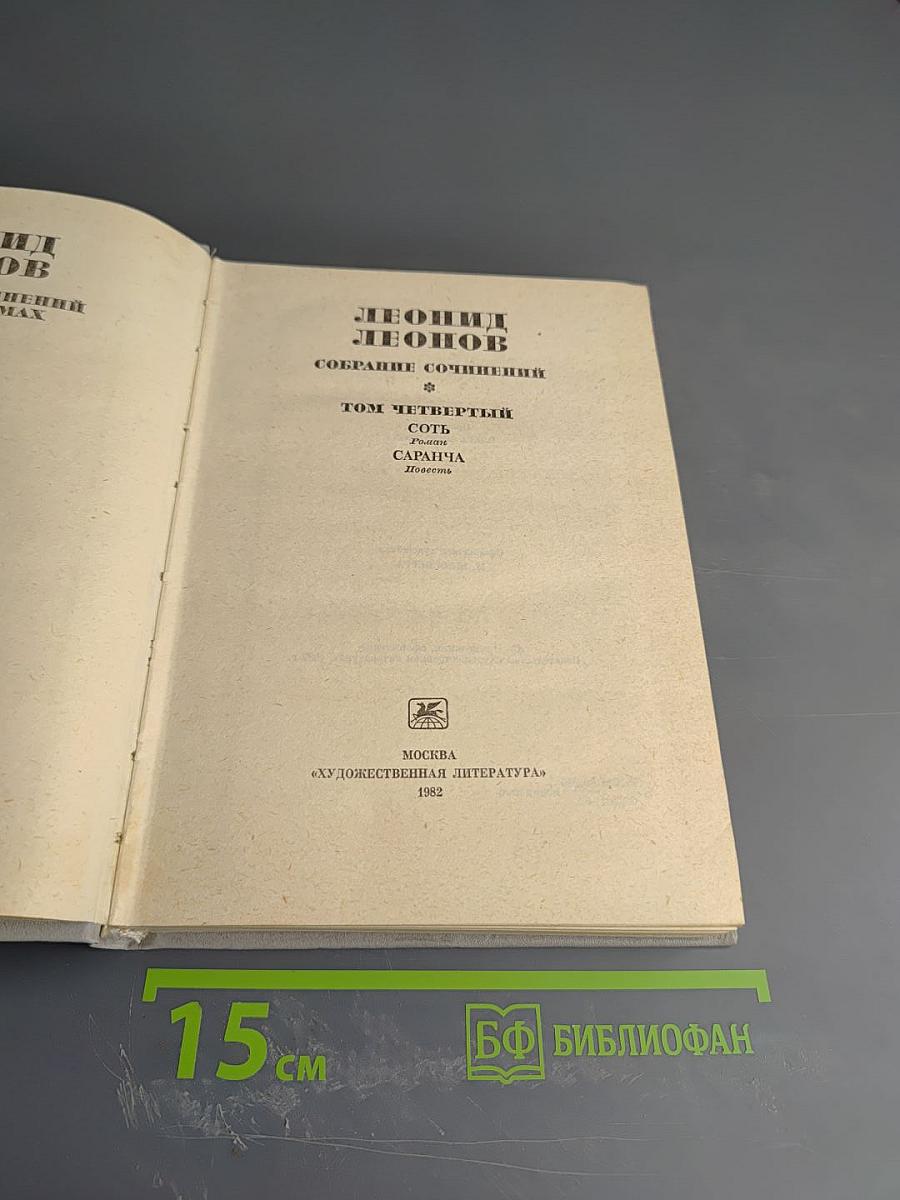 ЛЕОНИД
ЛЕОНОВ
СОБРАНИЕ СОЧИНЕНИЙ
ТОМ ЧЕТВЕРТЫЙ
СОТЬ
Роман
САРАНЧА
Повесть
МОСКВА
«ХУДОЖЕСТВЕННАЯ ЛИТЕРАТУРА»
1982
15 см
БФ БИБЛИОФАН